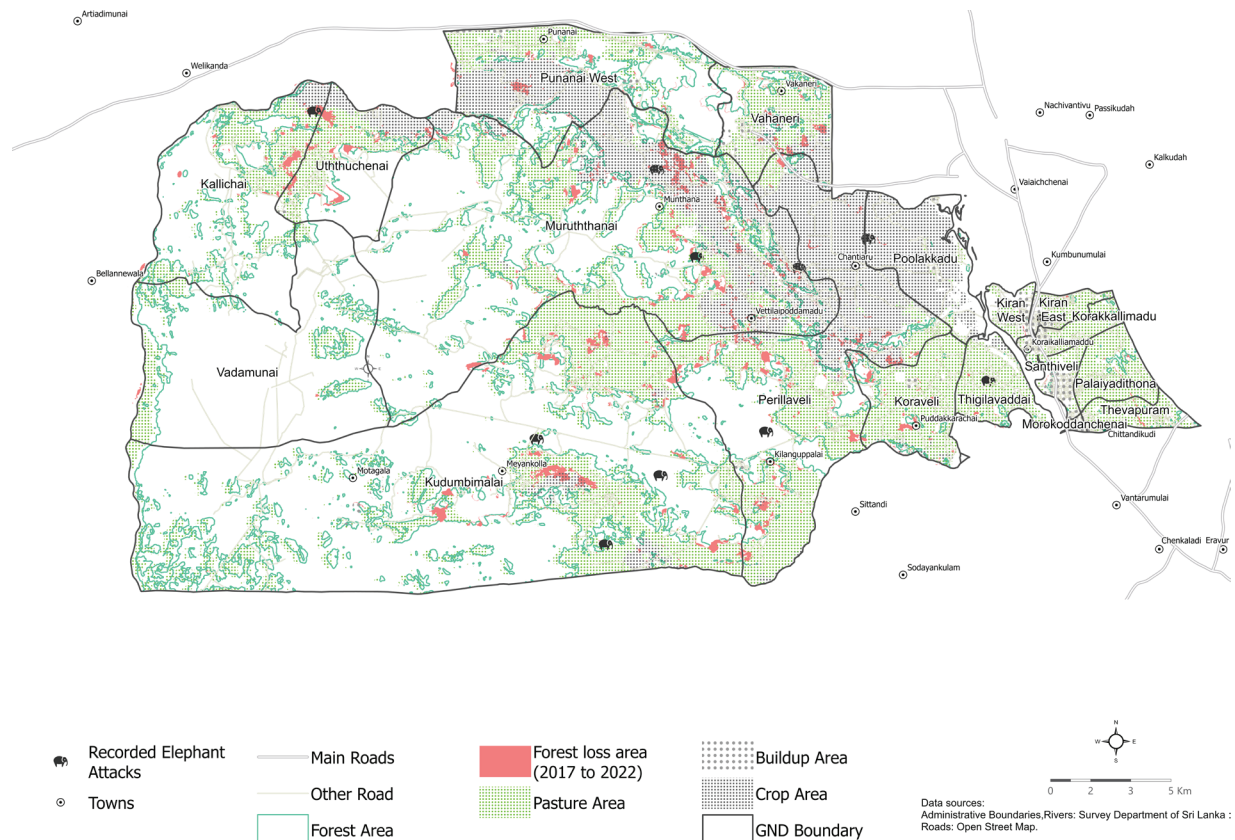 Artiadimunai
Punanai
Welikanda
Punanai West
Vakaneri
Nachivantivu
Passikudah
Vahaneri
Kalkudah
Uththuchenai
Kallichai
Vaiaichchenai
Munthana
Muruththanai
Chantiaru
Poolakkadu
Kumbunumulai
Bellannewala
Kiran
West
Kiran
East
Korakkallimadu
Vettilaipoddamadu
Koraikalliamaddu
W
E
Vadamunai
Santhiveli
Palaiyadithona
Perillaveli
Koraveli
Thigilavaddai
Thevapuram
Puddakkarachai
Morokoddanchenai
Chittandikudi
Kilanguppalai
Motagala
Meyankolla
Kudumbimalai
Vantarumulai
Sittandi
Chenkaladi
Eravur
Sodayankulam
Recorded Elephant
Attacks
Towns
Main Roads
Other Road
Forest Area
Forest loss area
(2017 to 2022)
Pasture Area
Buildup Area
Crop Area
GND Boundary
N
W
E
S
0 2 3 5 Km
Data sources:
Administrative Boundaries,Rivers: Survey Department of Sri Lanka :
Roads: Open Street Map.